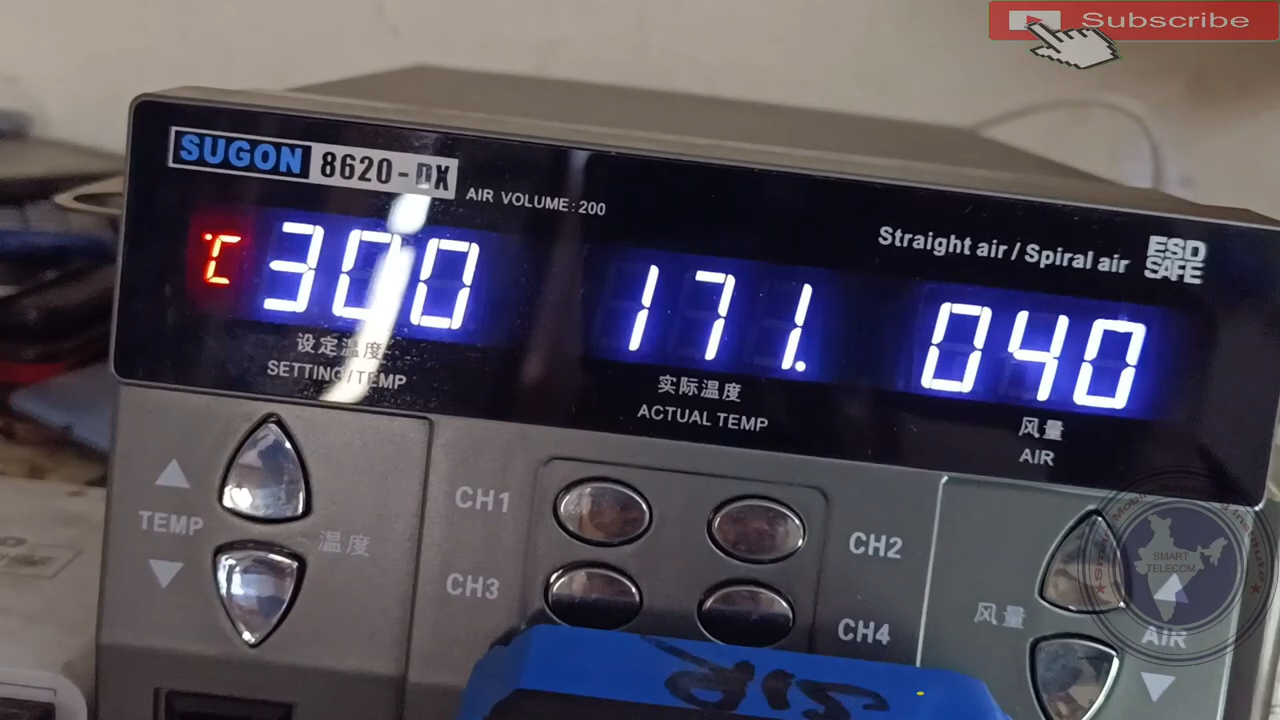 Subscribe
SUGON 8620-DX
AIR VOLUME:200
Straight air / Spiral air
ESD
SAFE
℃ 300
171.
040
设定温度
SETTING/TEMP
实际温度
ACTUAL TEMP
风量
AIR
TEMP
温度
CH1
CH2
CH3
CH4
风量
AIR
SMART
TELECOM